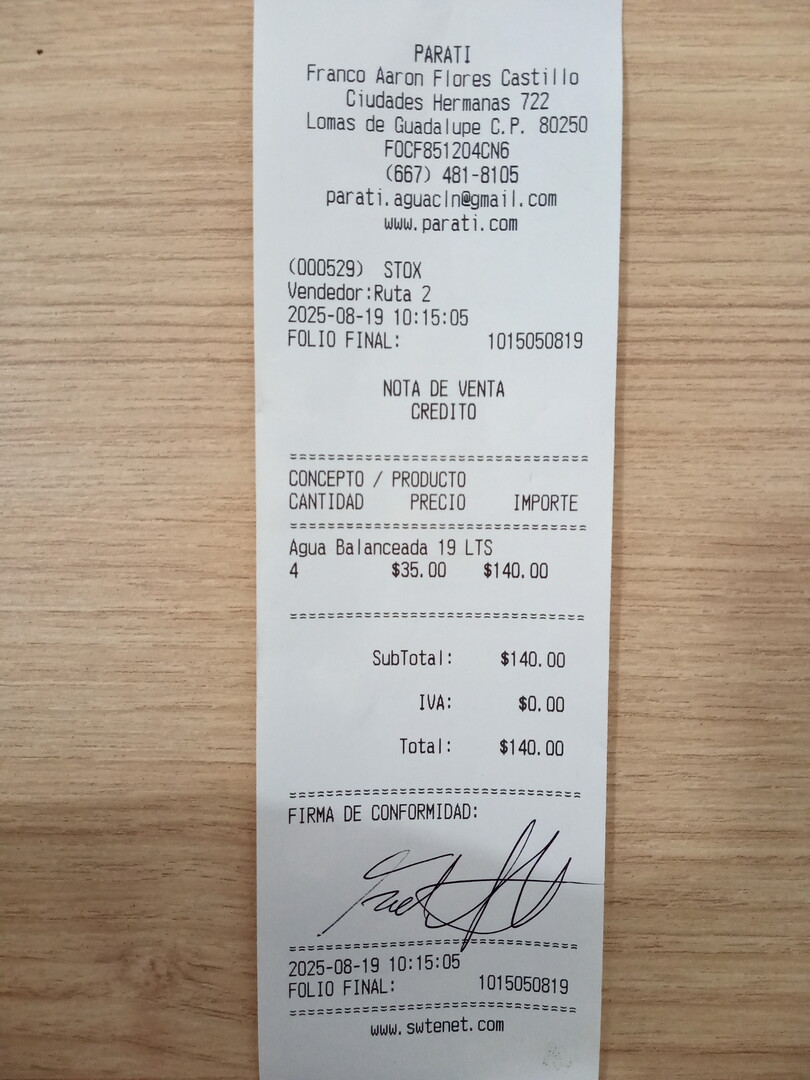 PARATI
Franco Aaron Flores Castillo
Ciudades Hermanas 722
Lomas de Guadalupe C.P. 80250
FOCF851204CN6
(667) 481-8105
parati.aguacln@gmail.com
www.parati.com
(000529) STOX
Vendedor:Ruta 2
2025-08-19 10:15:05
FOLIO FINAL: 1015050819
NOTA DE VENTA
CREDITO
================================
CONCEPTO / PRODUCTO
CANTIDAD PRECIO IMPORTE
================================
Agua Balanceada 19 LTS
4 $35.00 $140.00
================================
SubTotal: $140.00
IVA: $0.00
Total: $140.00
================================
FIRMA DE CONFORMIDAD:
================================
2025-08-19 10:15:05
FOLIO FINAL: 1015050819
================================
www.swtenet.com